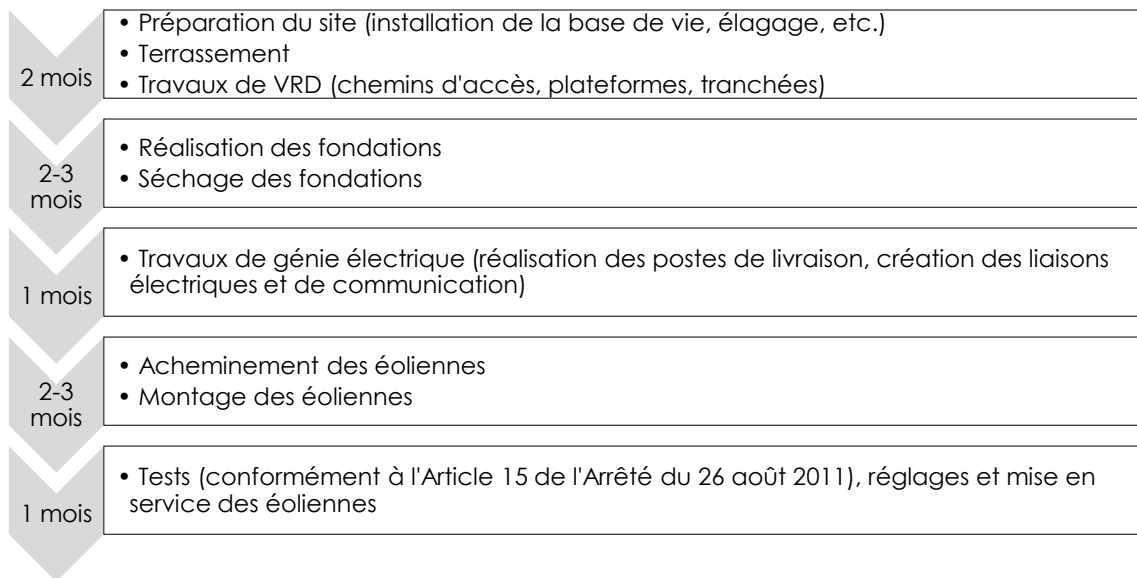 2 mois
• Préparation du site (installation de la base de vie, élagage, etc.)
• Terrassement
• Travaux de VRD (chemins d'accès, plateformes, tranchées)
2-3
mois
• Réalisation des fondations
• Séchage des fondations
1 mois
• Travaux de génie électrique (réalisation des postes de livraison, création des liaisons
électriques et de communication)
2-3
mois
• Acheminement des éoliennes
• Montage des éoliennes
1 mois
• Tests (conformément à l'Article 15 de l'Arrêté du 26 août 2011), réglages et mise en
service des éoliennes